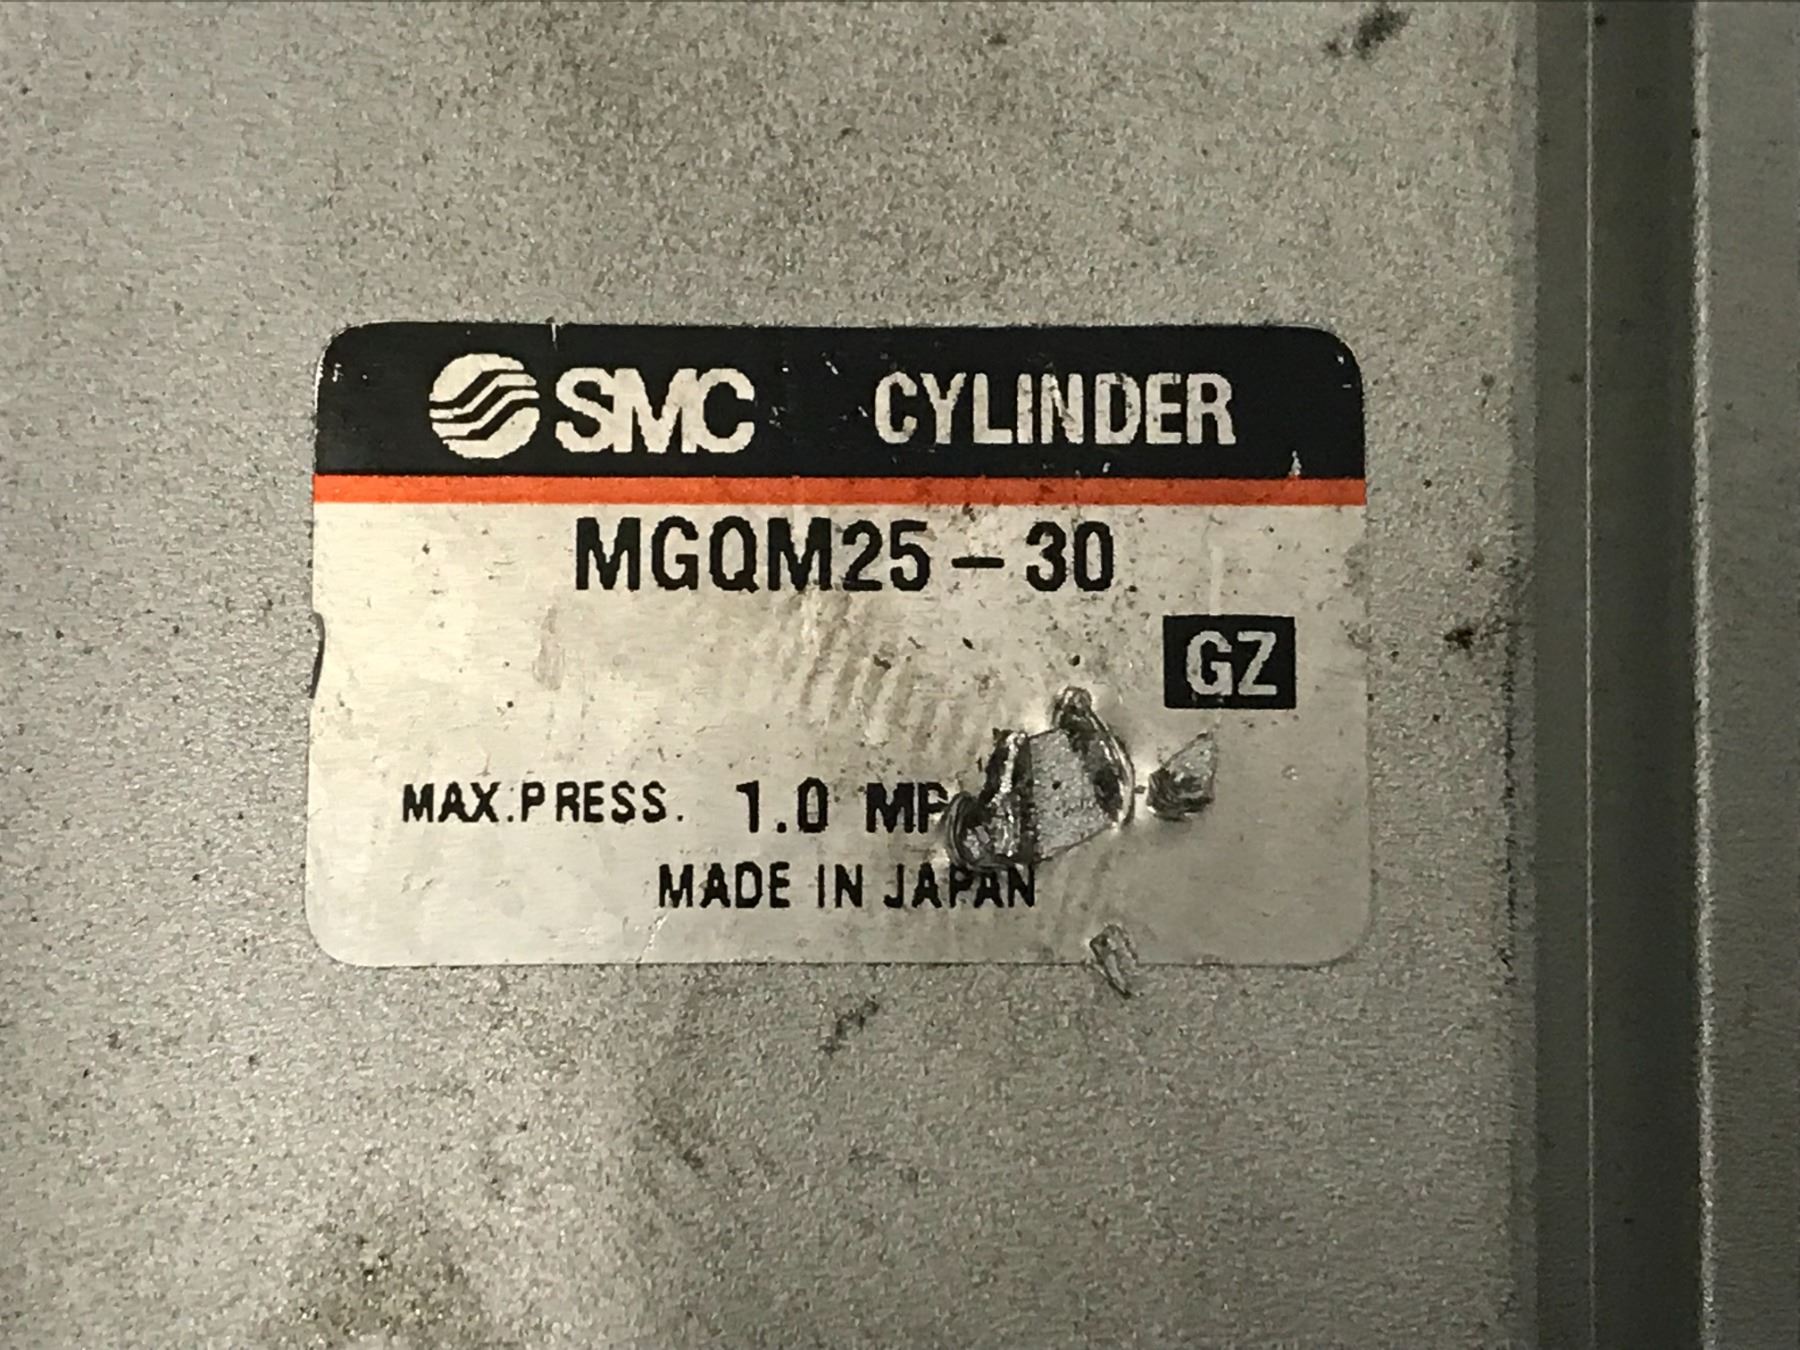 SMC CYLINDER
MGQM25-30
GZ
MAX.PRESS. 1.0 MP
MADE IN JAPAN